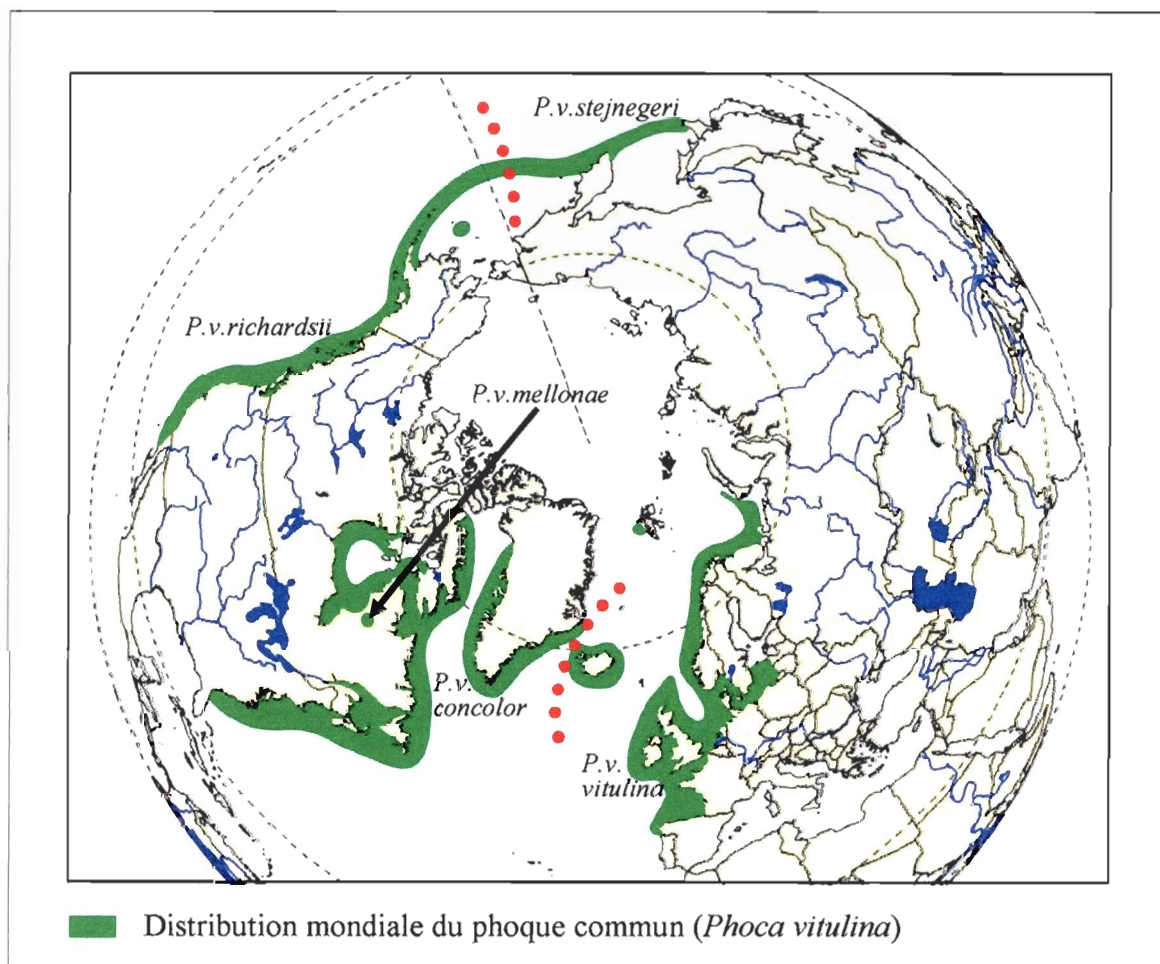 P.v.stejnegeri
P.v.richardsii
P.v.mellonae
P.v.
concolor
P.v.
vitulina
Distribution mondiale du phoque commun (Phoca vitulina)